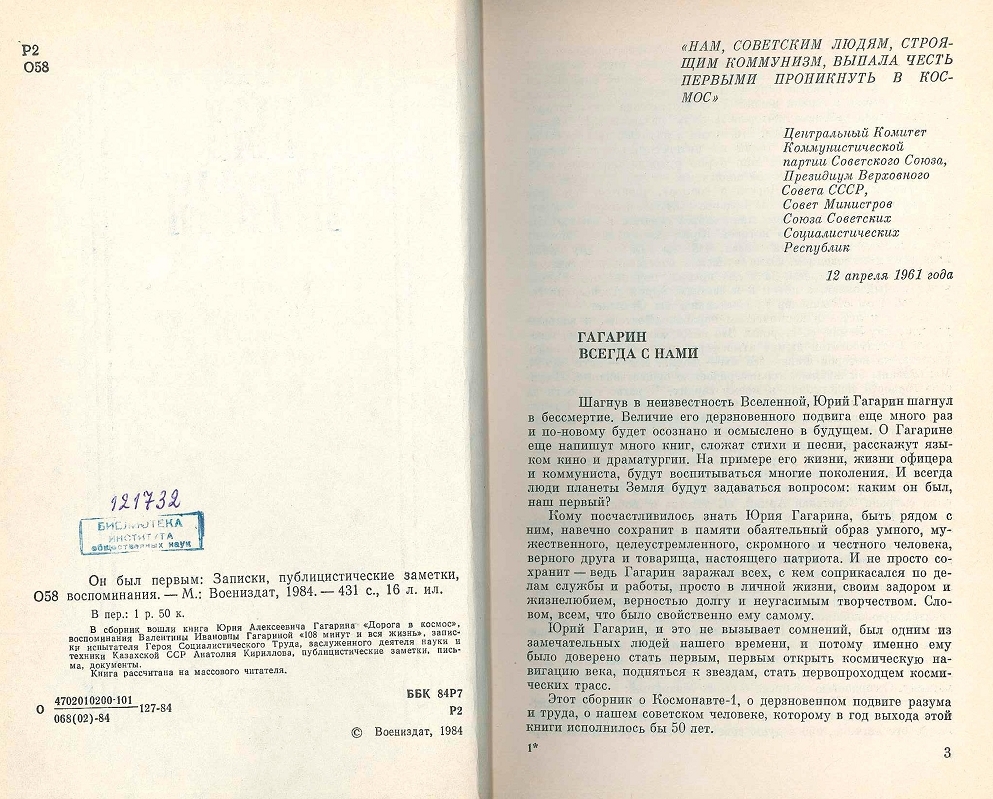 Р2
О58
121732
БИБЛИОТЕКА
ИНСТИТУТА
общественных наук
Он был первым: Записки, публицистические заметки,
О58 воспоминания. — М.: Воениздат, 1984. — 431 с., 16 л. ил.
В пер.: 1 р. 50 к.
В сборник вошли книга Юрия Алексеевича Гагарина «Дорога в космос»,
воспоминания Валентины Ивановны Гагариной «108 минут и вся жизнь», запис-
ки испытателя Героя Социалистического Труда, заслуженного деятеля науки и
техники Казахской ССР Анатолия Кириллова, публицистические заметки, пись-
ма, документы.
Книга рассчитана на массового читателя.
О 4702010200-101 127-84
068(02)-84
ББК 84Р7
Р2
© Воениздат, 1984
«НАМ, СОВЕТСКИМ ЛЮДЯМ, СТРОЯ-
ЩИМ КОММУНИЗМ, ВЫПАЛА ЧЕСТЬ
ПЕРВЫМИ ПРОНИКНУТЬ В КОС-
МОС»
Центральный Комитет
Коммунистической
партии Советского Союза,
Президиум Верховного
Совета СССР,
Совет Министров
Союза Советских
Социалистических
Республик
12 апреля 1961 года
ГАГАРИН
ВСЕГДА С НАМИ
Шагнув в неизвестность Вселенной, Юрий Гагарин шагнул
в бессмертие. Величие его дерзновенного подвига еще много раз
и по-новому будет осознано и осмыслено в будущем. О Гагарине
еще напишут много книг, сложат стихи и песни, расскажут язы-
ком кино и драматургии. На примере его жизни, жизни офицера
и коммуниста, будут воспитываться многие поколения. И всегда
люди планеты Земля будут задаваться вопросом: каким он был,
наш первый?
Кому посчастливилось знать Юрия Гагарина, быть рядом с
ним, навечно сохранит в памяти обаятельный образ умного, му-
жественного, целеустремленного, скромного и честного человека,
верного друга и товарища, настоящего патриота. И не просто со-
хранит — ведь Гагарин заражал всех, с кем соприкасался по де-
лам службы и работы, просто в личной жизни, своим задором и
жизнелюбием, верностью долгу и неугасимым творчеством. Сло-
вом, всем, что было свойственно ему самому.
Юрий Гагарин, и это не вызывает сомнений, был одним из
замечательных людей нашего времени, и потому именно ему
было доверено стать первым, первым открыть космическую на-
вигацию века, подняться к звездам, стать первопроходцем косми-
ческих трасс.
Этот сборник о Космонавте-1, о дерзновенном подвиге разума
и труда, о нашем советском человеке, которому в год выхода этой
книги исполнилось бы 50 лет.
1*
3